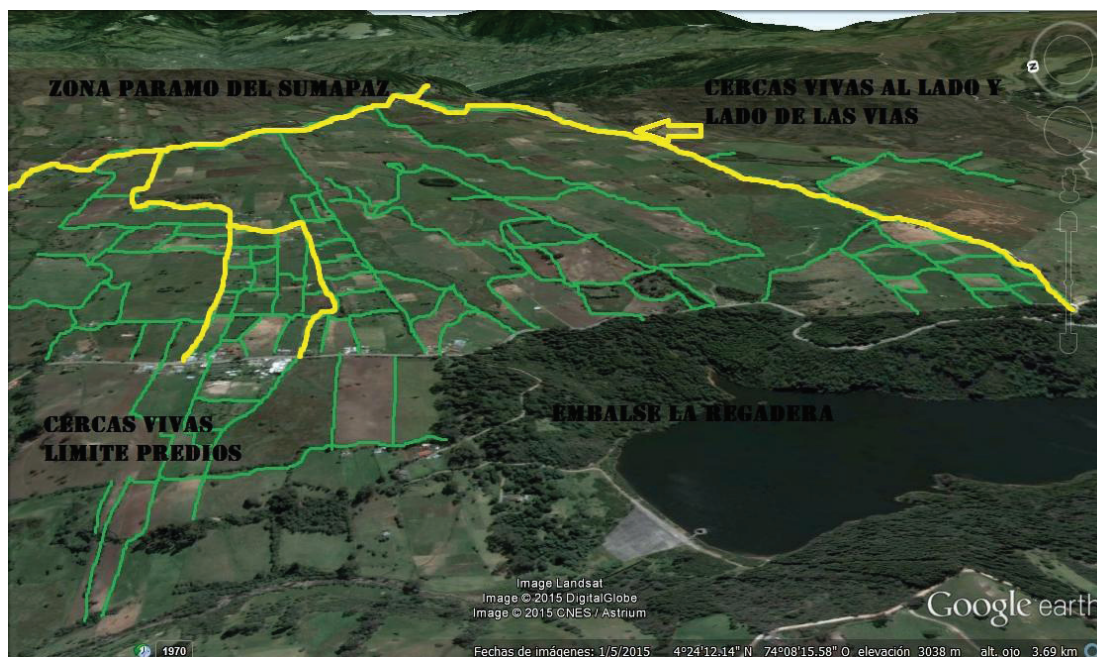 ZONA PARAMO DEL SUMAPAZ
CERCAS VIVAS AL LADO Y
LADO DE LAS VIAS
CERCAS VIVAS
LIMITE PREDIOS
EMBALSE LA REGADERA
Image Landsat
Image © 2015 DigitalGlobe
Image © 2015 CNES / Astrium
Google earth
1970
Fechas de imágenes: 1/5/2015 4°24'12.14" N 74°08'15.58" O elevación 3038 m alt. ojo 3.69 km